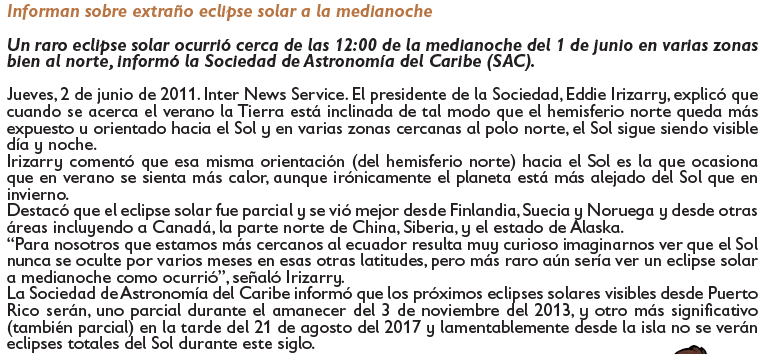 Informan sobre extraño eclipse solar a la medianoche
Un raro eclipse solar ocurrió cerca de las 12:00 de la medianoche del 1 de junio en varias zonas
bien al norte, informó la Sociedad de Astronomía del Caribe (SAC).
Jueves, 2 de junio de 2011. Inter News Service. El presidente de la Sociedad, Eddie Irizarry, explicó que
cuando se acerca el verano la Tierra está inclinada de tal modo que el hemisferio norte queda más
expuesto u orientado hacia el Sol y en varias zonas cercanas al polo norte, el Sol sigue siendo visible
día y noche.
Irizarry comentó que esa misma orientación (del hemisferio norte) hacia el Sol es la que ocasiona
que en verano se sienta más calor, aunque irónicamente el planeta está más alejado del Sol que en
invierno.
Destacó que el eclipse solar fue parcial y se vió mejor desde Finlandia, Suecia y Noruega y desde otras
áreas incluyendo a Canadá, la parte norte de China, Siberia, y el estado de Alaska.
“Para nosotros que estamos más cercanos al ecuador resulta muy curioso imaginarnos ver que el Sol
nunca se oculte por varios meses en esas otras latitudes, pero más raro aún sería ver un eclipse solar
a medianoche como ocurrió”, señaló Irizarry.
La Sociedad de Astronomía del Caribe informó que los próximos eclipses solares visibles desde Puerto
Rico serán, uno parcial durante el amanecer del 3 de noviembre del 2013, y otro más significativo
(también parcial) en la tarde del 21 de agosto del 2017 y lamentablemente desde la isla no se verán
eclipses totales del Sol durante este siglo.